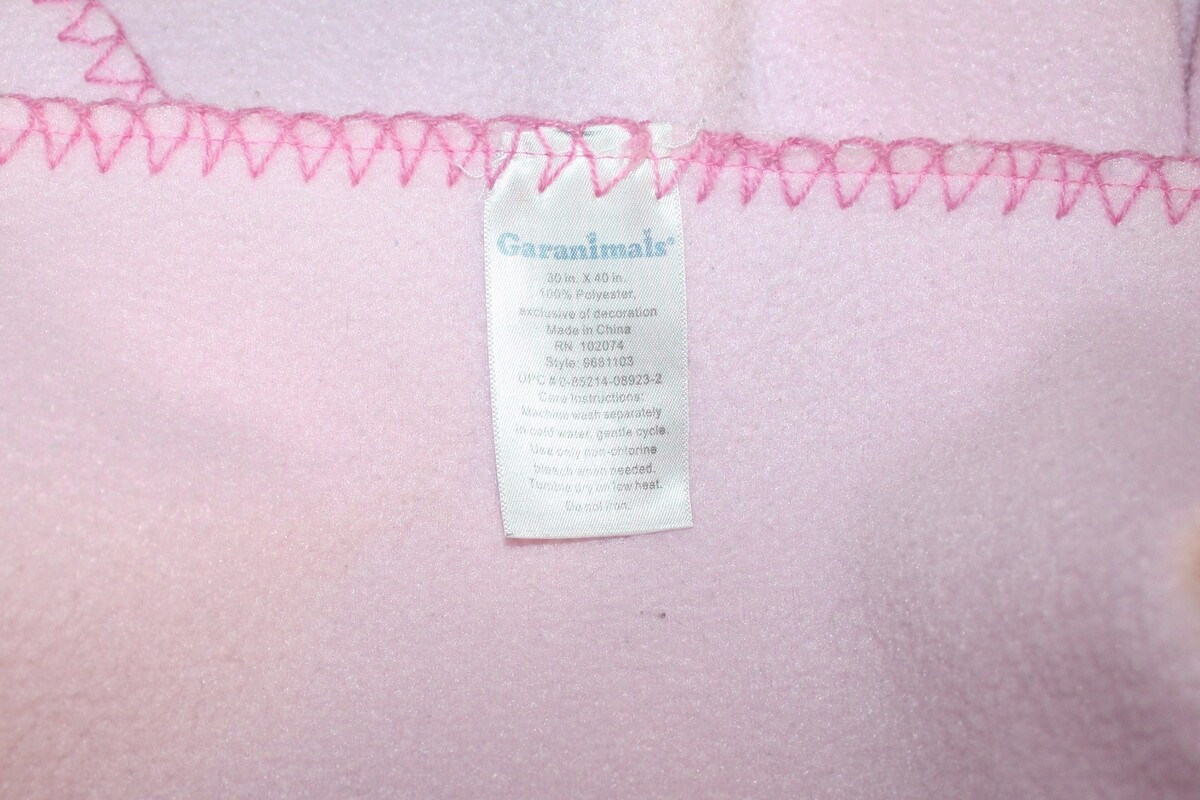 Garanimals®
30 in. X 40 in.
100% Polyester,
exclusive of decoration
Made in China
RN 102074
Style: 9681103
UPC # 0-85214-08923-2
Care Instructions:
Machine wash separately
in cold water, gentle cycle.
Use only non-chlorine
bleach when needed.
Tumble dry on low heat.
Do not iron.